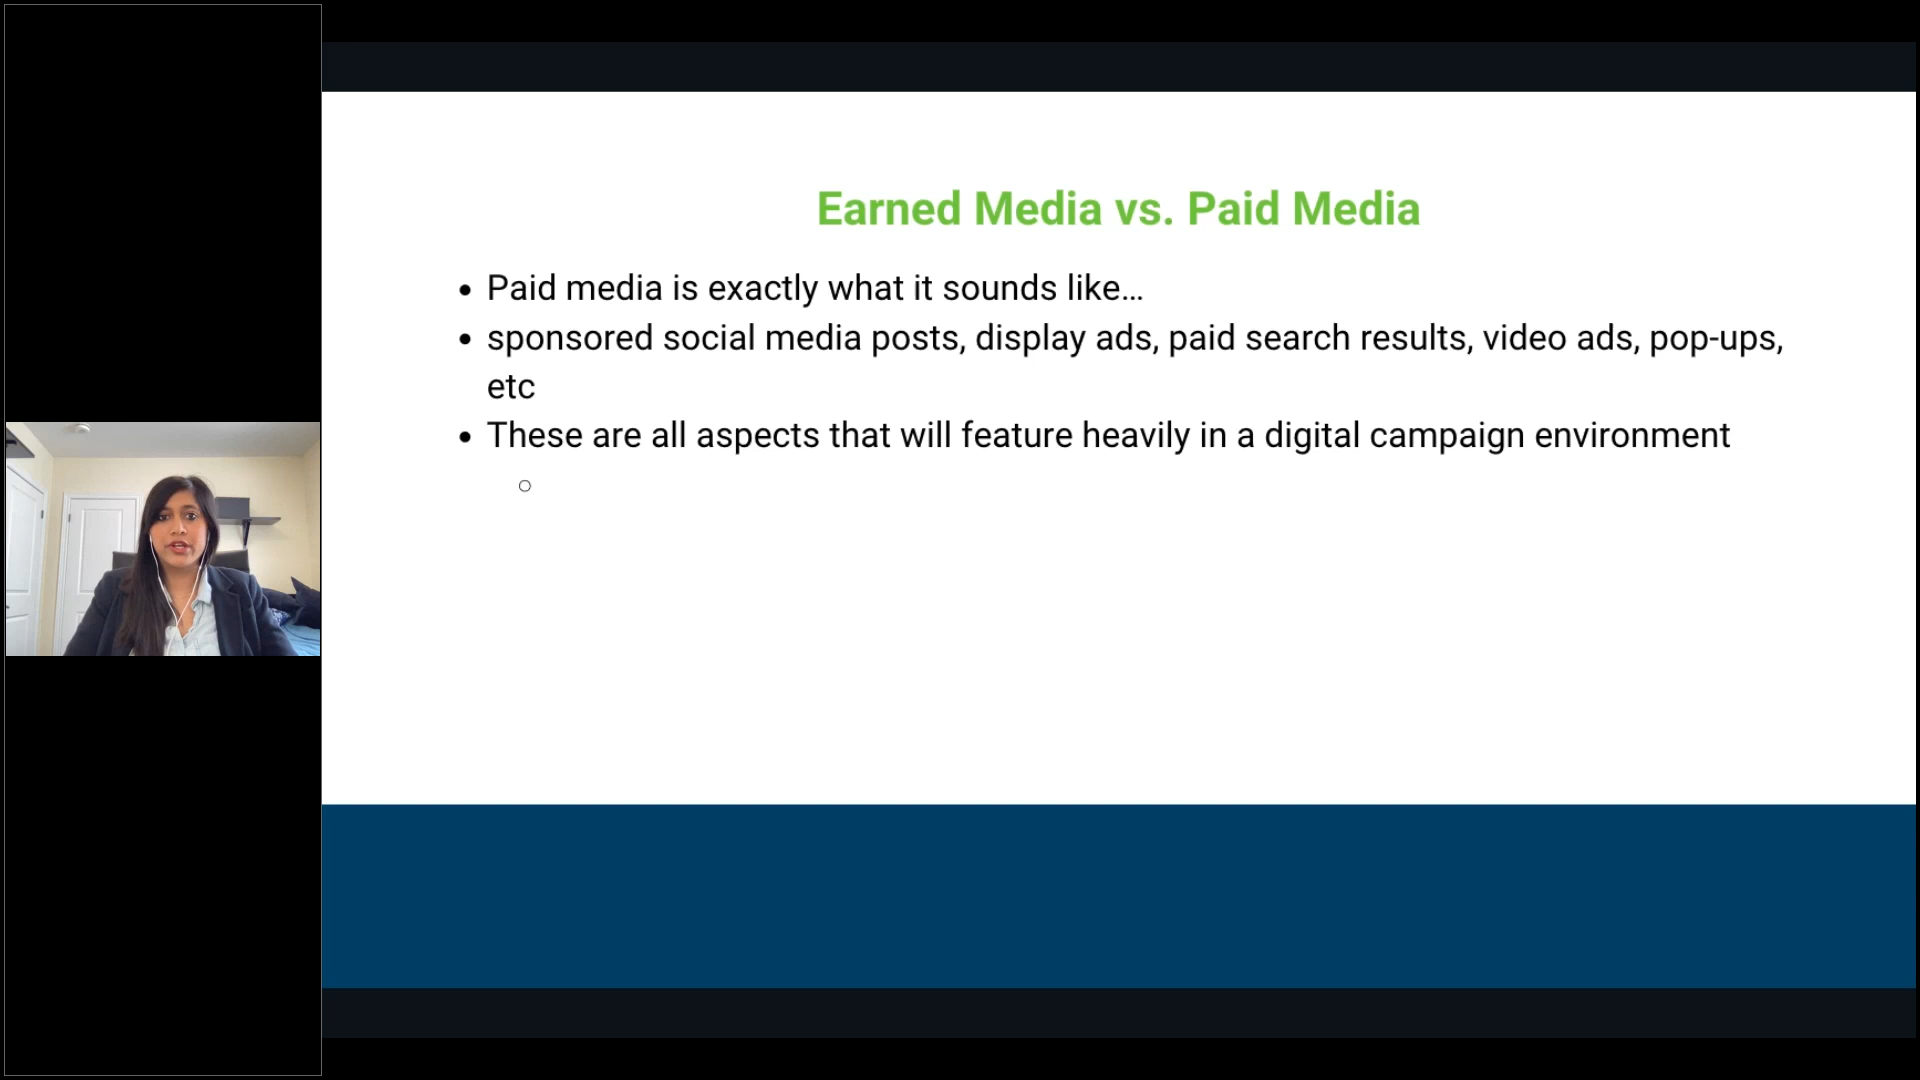 Earned Media vs. Paid Media
• Paid media is exactly what it sounds like…
• sponsored social media posts, display ads, paid search results, video ads, pop-ups,
etc
• These are all aspects that will feature heavily in a digital campaign environment